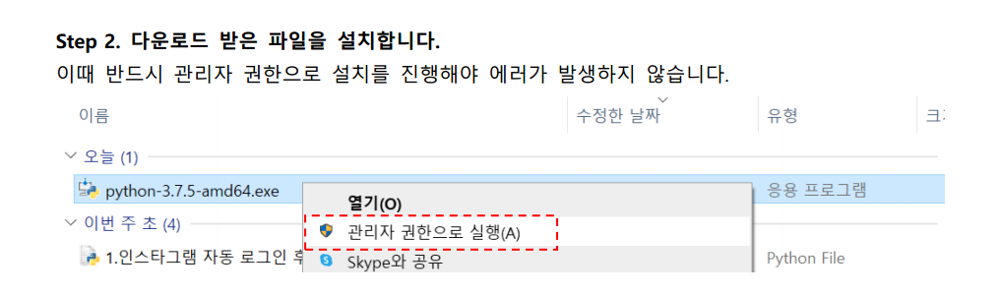 Step 2. 다운로드 받은 파일을 설치합니다.
이때 반드시 관리자 권한으로 설치를 진행해야 에러가 발생하지 않습니다.
이름 수정한 날짜 유형
오늘 (1)
python-3.7.5-amd64.exe 응용 프로그램
열기(O)
이번 주 초 (4)
관리자 권한으로 실행(A)
1.인스타그램 자동 로그인 Python File
Skype와 공유